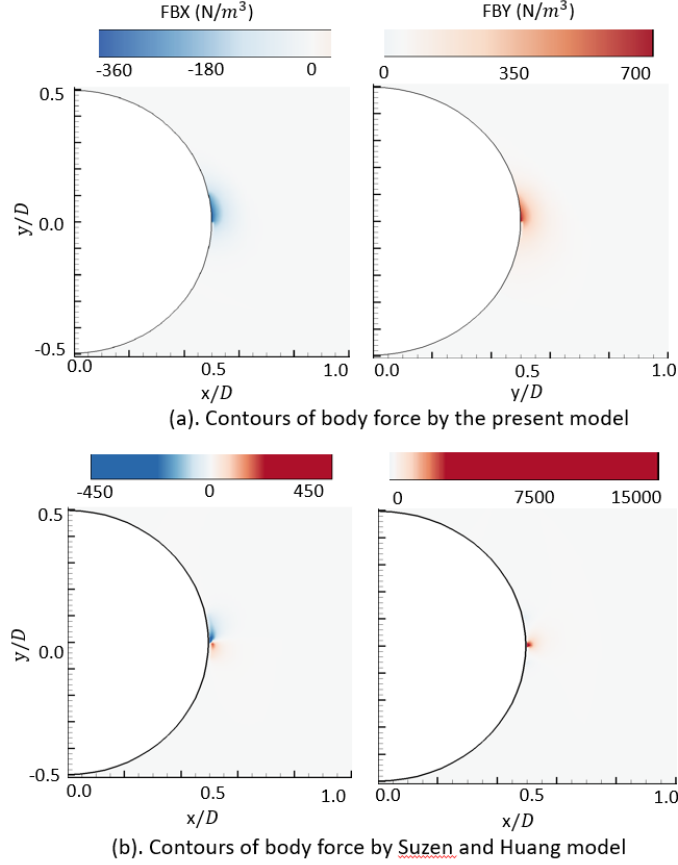 FBX (N/m³) FBY (N/m³)
-360 -180 0 0 350 700
0.5
y/D
0.0
-0.5
0.0 0.5 1.0 0.0 0.5 1.0
x/D y/D
(a). Contours of body force by the present model
-450 0 450 0 7500 15000
0.5
y/D
0.0
-0.5
0.0 0.5 1.0 0.0 0.5 1.0
x/D x/D
(b). Contours of body force by Suzen and Huang model